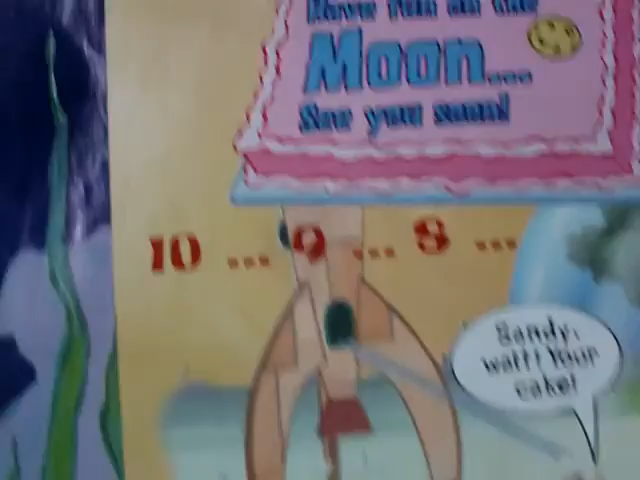 Have fun on the
Moon....
See you soon!
10 ... 9 ... 8 ...
Sandy,
wait! Your
cake!